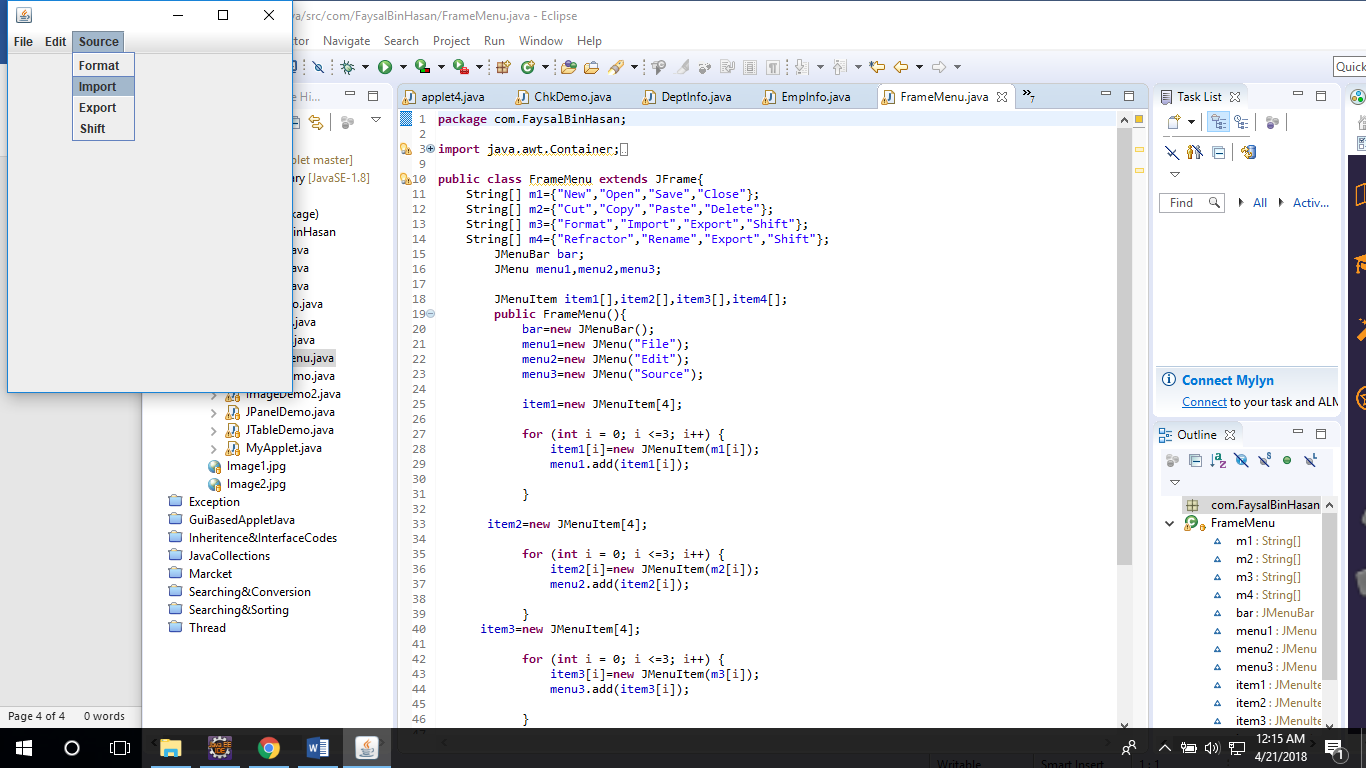 File Edit Source
Format
Import
Export
Shift
va/src/com/FaysalBinHasan/FrameMenu.java - Eclipse
Navigate Search Project Run Window Help
Quick
applet4.java ChkDemo.java DeptInfo.java EmpInfo.java FrameMenu.java 7
1 package com.FaysalBinHasan;
2
3 import java.awt.Container;
9
10 public class FrameMenu extends JFrame{
11 String[] m1={"New","Open","Save","Close"};
12 String[] m2={"Cut","Copy","Paste","Delete"};
13 String[] m3={"Format","Import","Export","Shift"};
14 String[] m4={"Refractor","Rename","Export","Shift"};
15 JMenuBar bar;
16 JMenu menu1,menu2,menu3;
17
18 JMenuItem item1[],item2[],item3[],item4[];
19 public FrameMenu(){
20 bar=new JMenuBar();
21 menu1=new JMenu("File");
22 menu2=new JMenu("Edit");
23 menu3=new JMenu("Source");
24
25 item1=new JMenuItem[4];
26
27 for (int i = 0; i <=3; i++) {
28 item1[i]=new JMenuItem(m1[i]);
29 menu1.add(item1[i]);
30
31 }
32
33 item2=new JMenuItem[4];
34
35 for (int i = 0; i <=3; i++) {
36 item2[i]=new JMenuItem(m2[i]);
37 menu2.add(item2[i]);
38
39 }
40 item3=new JMenuItem[4];
41
42 for (int i = 0; i <=3; i++) {
43 item3[i]=new JMenuItem(m3[i]);
44 menu3.add(item3[i]);
45
46 }
e Hi...
plet master]
ary [JavaSE-1.8]
kage)
inHasan
va
va
va
o.java
.java
java
enu.java
mo.java
ImageDemo2.java
JPanelDemo.java
JTableDemo.java
MyApplet.java
Image1.jpg
Image2.jpg
Exception
GuiBasedAppletJava
Inheritence&InterfaceCodes
JavaCollections
Marcket
Searching&Conversion
Searching&Sorting
Thread
Task List
Find All Activ...
Connect Mylyn
Connect to your task and ALM
Outline
com.FaysalBinHasan
FrameMenu
m1 : String[]
m2 : String[]
m3 : String[]
m4 : String[]
bar : JMenuBar
menu1 : JMenu
menu2 : JMenu
menu3 : JMenu
item1 : JMenuIte
item2 : JMenuIte
item3 : JMenuIte
Page 4 of 4 0 words
Writable Smart Insert 1 : 1
12:15 AM
4/21/2018
1